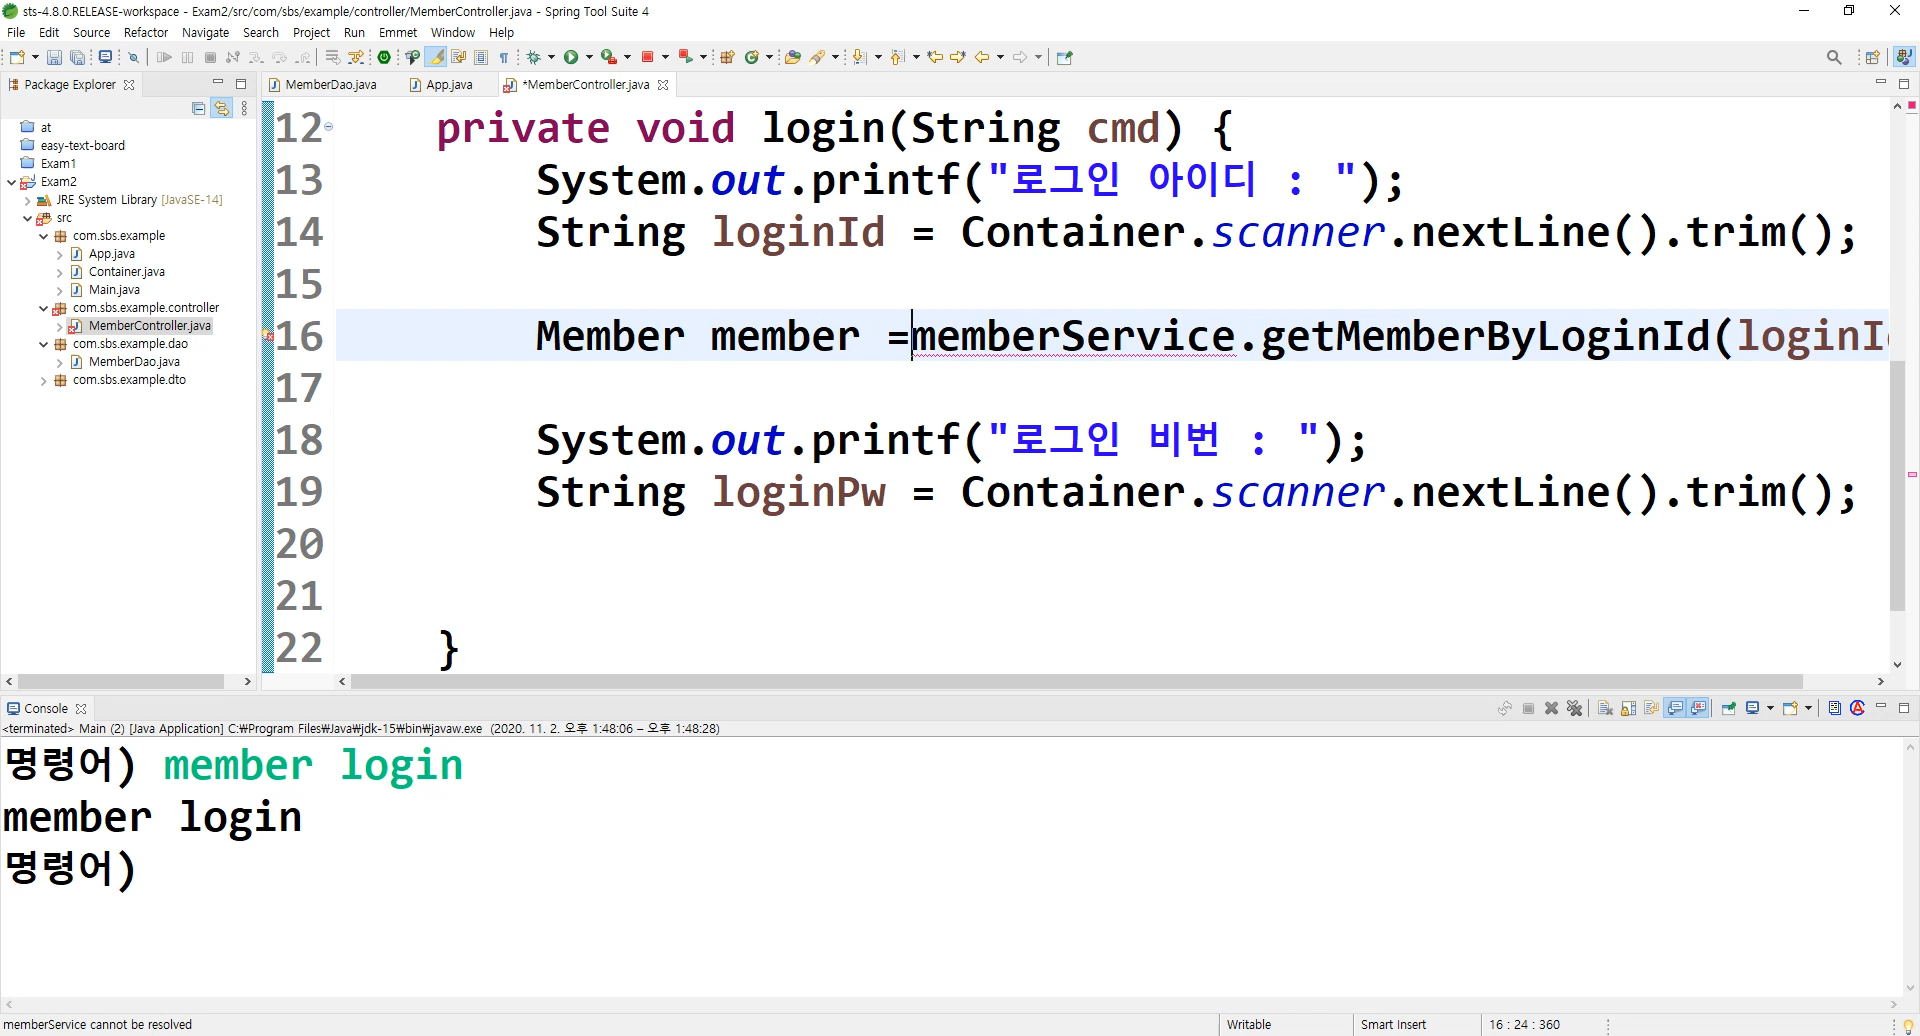 sts-4.8.0.RELEASE-workspace - Exam2/src/com/sbs/example/controller/MemberController.java - Spring Tool Suite 4
File Edit Source Refactor Navigate Search Project Run Emmet Window Help
Package Explorer
MemberDao.java App.java *MemberController.java
at
easy-text-board
Exam1
Exam2
JRE System Library [JavaSE-14]
src
com.sbs.example
App.java
Container.java
Main.java
com.sbs.example.controller
MemberController.java
com.sbs.example.dao
MemberDao.java
com.sbs.example.dto
12 private void login(String cmd) {
13 System.out.printf("로그인 아이디 : ");
14 String loginId = Container.scanner.nextLine().trim();
15
16 Member member =memberService.getMemberByLoginId(loginI
17
18 System.out.printf("로그인 비번 : ");
19 String loginPw = Container.scanner.nextLine().trim();
20
21
22 }
Console
<terminated> Main (2) [Java Application] C:₩Program Files₩Java₩jdk-15₩bin₩javaw.exe (2020. 11. 2. 오후 1:48:06 – 오후 1:48:28)
명령어) member login
member login
명령어)
memberService cannot be resolved
Writable Smart Insert 16 : 24 : 360